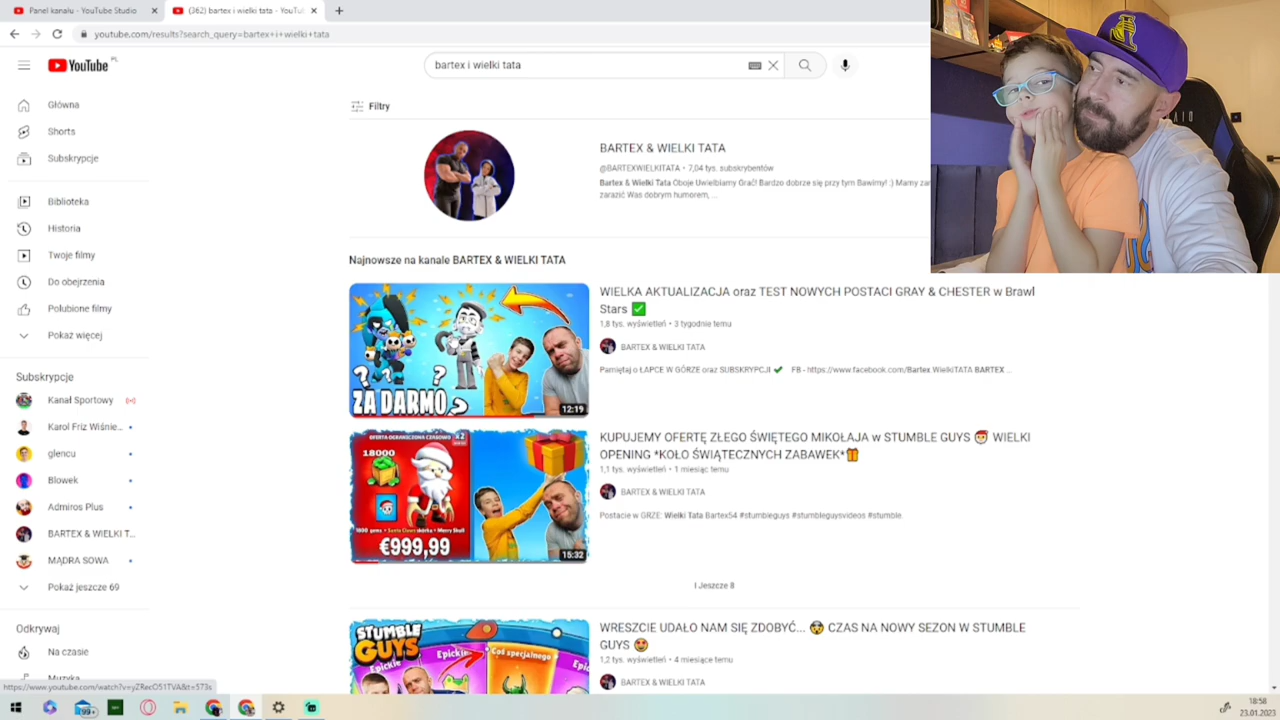 Panel kanału - YouTube Studio
(362) bartex i wielki tata - YouTu
youtube.com/results?search_query=bartex+i+wielki+tata
YouTube PL
bartex i wielki tata
Główna
Shorts
Subskrypcje
Biblioteka
Historia
Twoje filmy
Do obejrzenia
Polubione filmy
Pokaż więcej
Subskrypcje
Kanał Sportowy
Karol Friz Wiśnie...
glencu
Blowek
Admiros Plus
BARTEX & WIELKI T...
MĄDRA SOWA
Pokaż jeszcze 69
Odkrywaj
Na czasie
Muzyka
https://www.youtube.com/watch?v=yZRecO51TVA&t=573s
Filtry
BARTEX & WIELKI TATA
@BARTEXWIELKITATA • 7,04 tys. subskrybentów
Bartex & Wielki Tata Oboje Uwielbiamy Grać! Bardzo dobrze się przy tym Bawimy! :) Mamy
zarazić Was dobrym humorem, ...
Najnowsze na kanale BARTEX & WIELKI TATA
ZA DARMO ?
12:19
WIELKA AKTUALIZACJA oraz TEST NOWYCH POSTACI GRAY & CHESTER w Brawl
Stars ✅
1,8 tys. wyświetleń • 3 tygodnie temu
BARTEX & WIELKI TATA
Pamiętaj o ŁAPCE W GÓRZE oraz SUBSKRYPCJI ✔ FB - https://www.facebook.com/Bartex WielkiTATA BARTEX ...
OFERTA OGRANICZONA CZASOWO X2
18000
1800 gems • Santa Claws skórka • Merry Skull
€999,99
15:32
KUPUJEMY OFERTĘ ZŁEGO ŚWIĘTEGO MIKOŁAJA w STUMBLE GUYS 🎅 WIELKI
OPENING *KOŁO ŚWIĄTECZNYCH ZABAWEK*🎁
1,1 tys. wyświetleń • 1 miesiąc temu
BARTEX & WIELKI TATA
Postacie w GRZE: Wielki Tata Bartex54 #stumbleguys #stumbleguysvideos #stumble.
I Jeszcze 8
STUMBLE
GUYS
Epickie
Epickie
Coś specjalnego
WRESZCIE UDAŁO NAM SIĘ ZDOBYĆ... 😲 CZAS NA NOWY SEZON W STUMBLE
GUYS 😍
1,2 tys. wyświetleń • 4 miesiące temu
BARTEX & WIELKI TATA
99+
18:58
23.01.2023